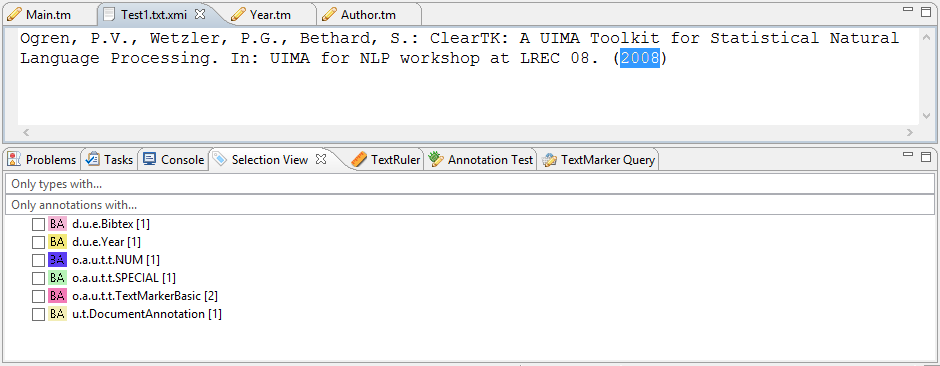 Main.tm Test1.txt.xmi Year.tm Author.tm
Ogren, P.V., Wetzler, P.G., Bethard, S.: ClearTK: A UIMA Toolkit for Statistical Natural
Language Processing. In: UIMA for NLP workshop at LREC 08. (2008)
Problems Tasks Console Selection View TextRuler Annotation Test TextMarker Query
Only types with...
Only annotations with...
BA d.u.e.Bibtex [1]
BA d.u.e.Year [1]
BA o.a.u.t.t.NUM [1]
BA o.a.u.t.t.SPECIAL [1]
BA o.a.u.t.t.TextMarkerBasic [2]
BA u.t.DocumentAnnotation [1]